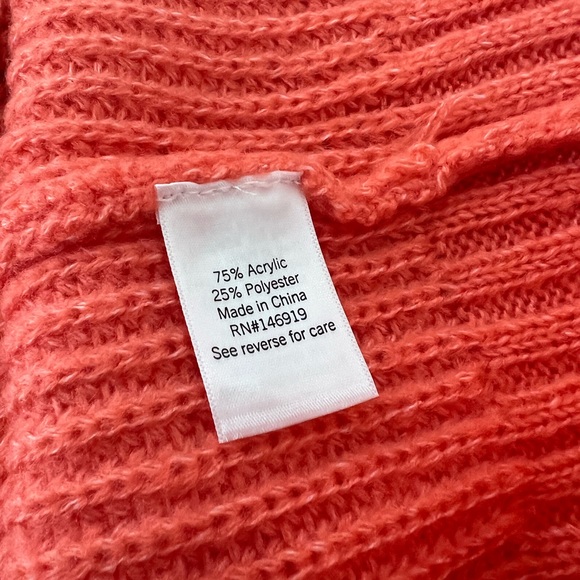 75% Acrylic
25% Polyester
Made in China
RN#146919
See reverse for care